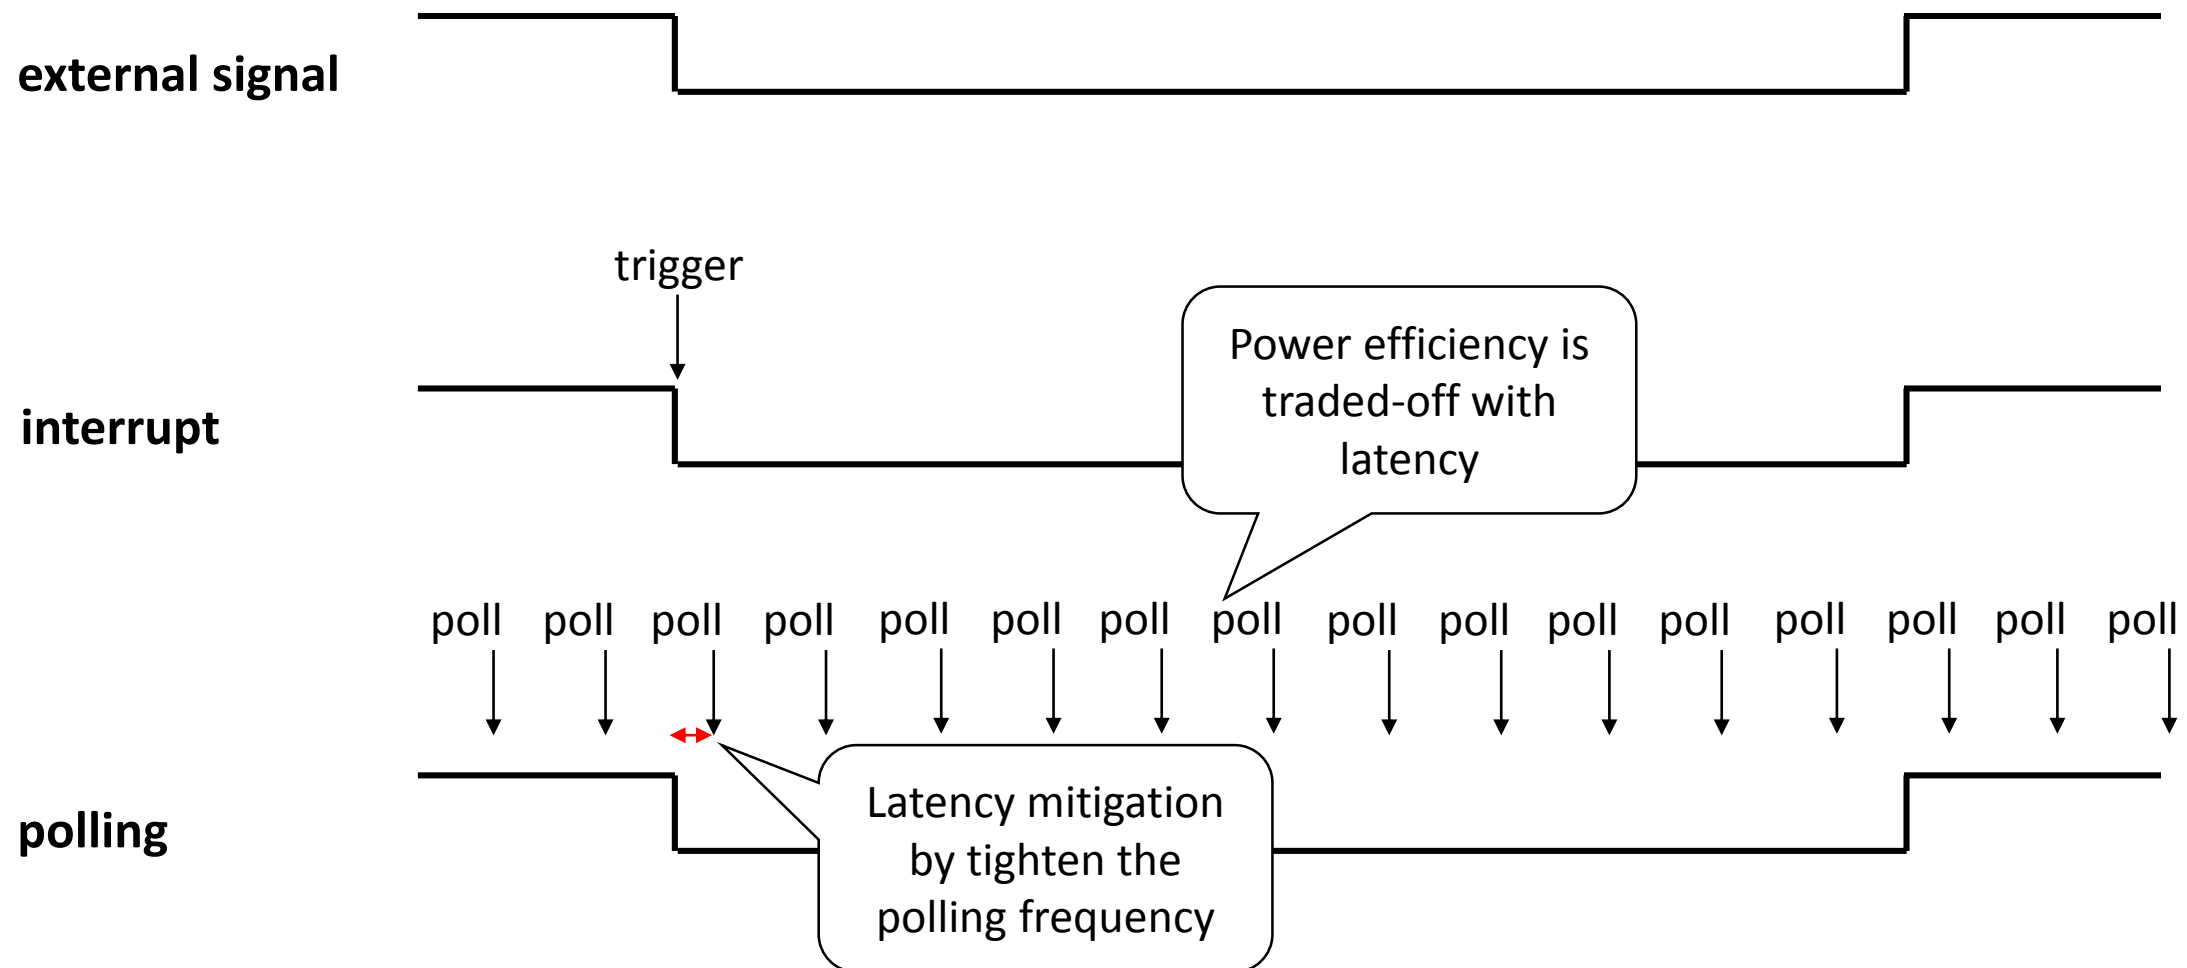 external signal
trigger
interrupt
Power efficiency is
traded-off with
latency
poll poll poll poll poll poll poll poll poll poll poll poll poll poll poll poll
polling
Latency mitigation
by tighten the
polling frequency